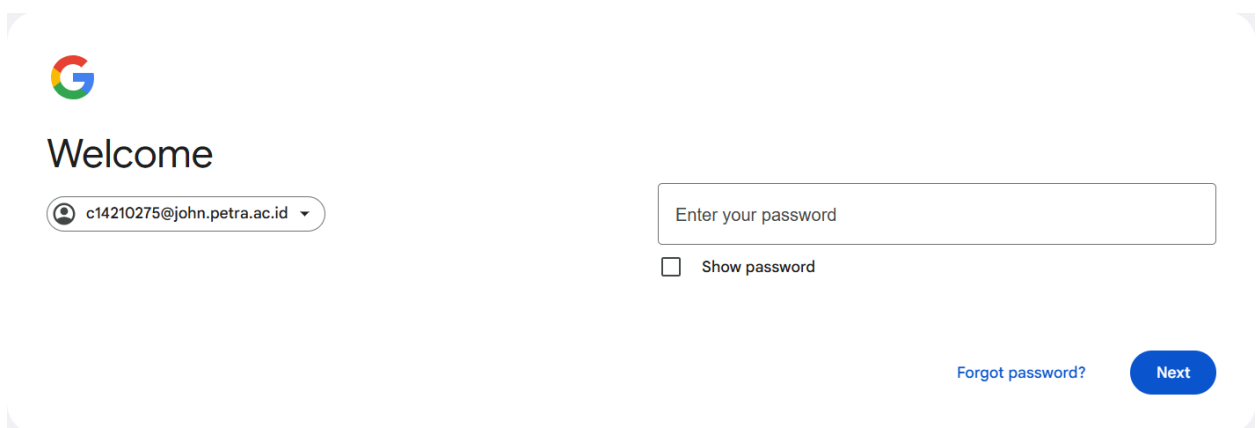 Welcome
c14210275@john.petra.ac.id
Enter your password
Show password
Forgot password?
Next